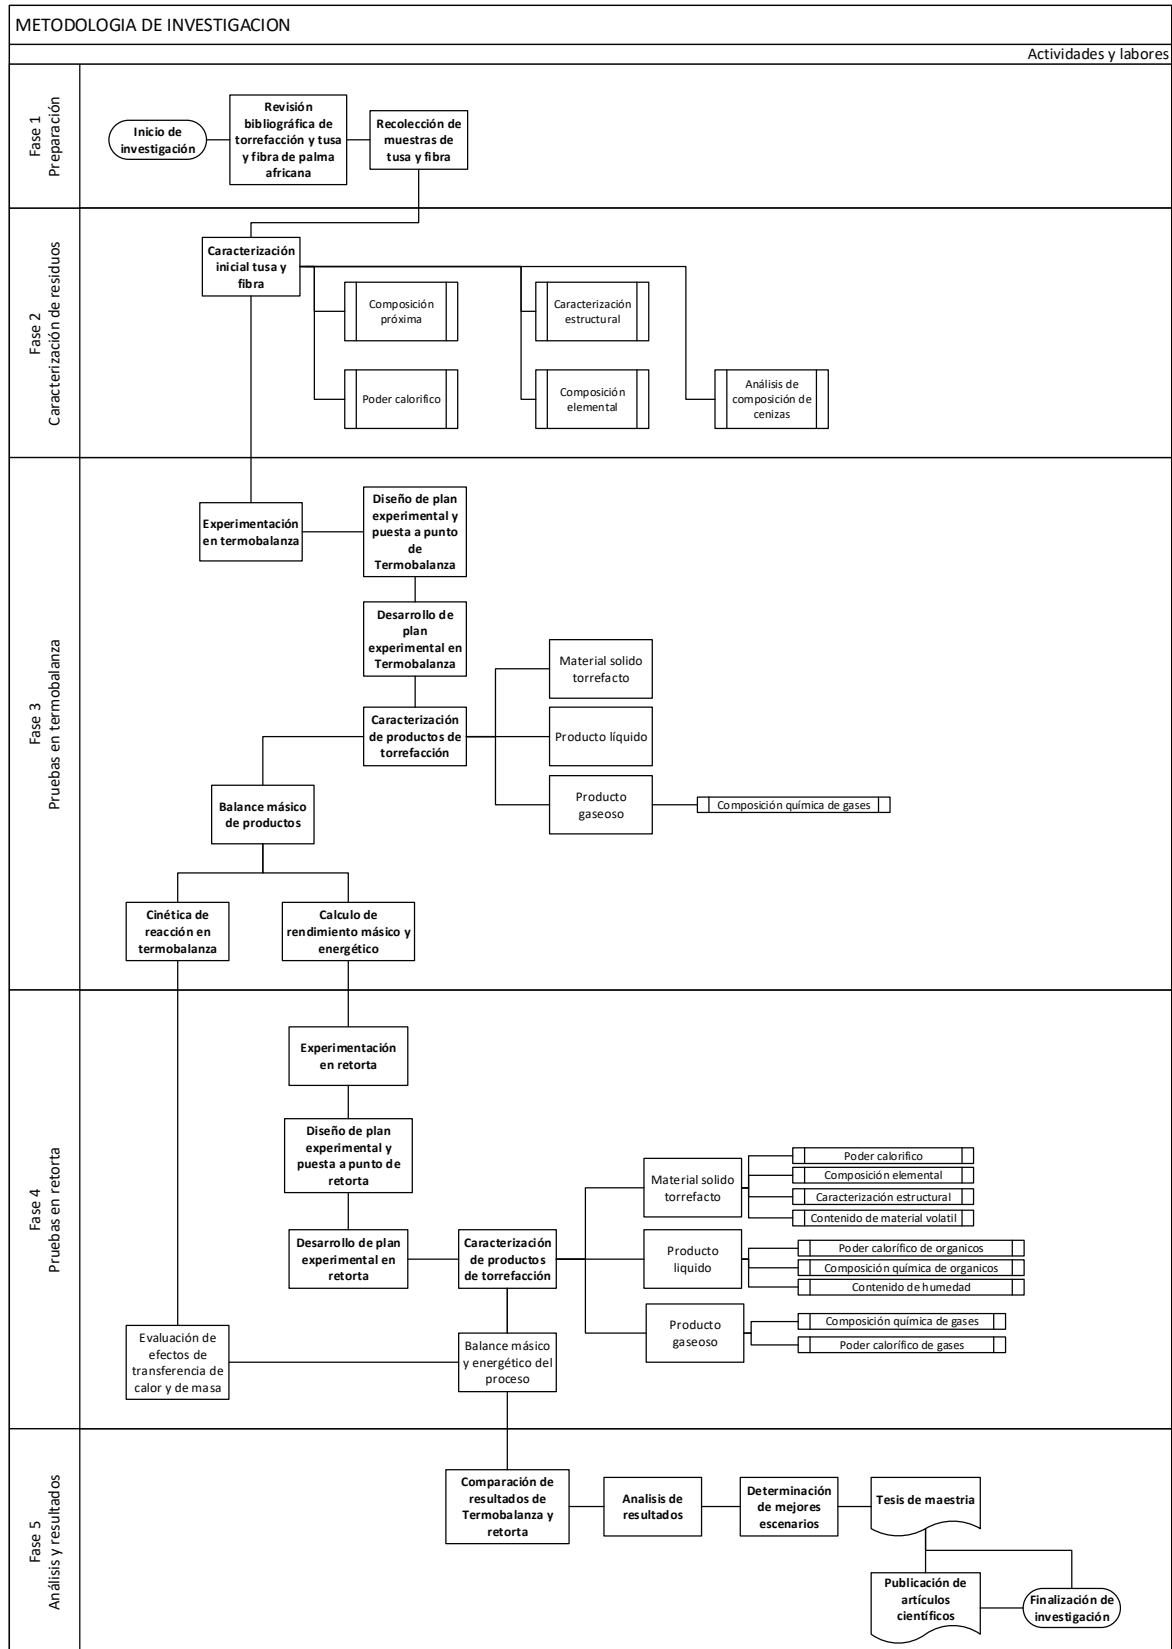 METODOLOGIA DE INVESTIGACION
Actividades y labores
Fase 1
Preparación
Inicio de
investigación
Revisión
bibliográfica de
torrefacción y tusa
y fibra de palma
africana
Recolección de
muestras de
tusa y fibra
Fase 2
Caracterización de residuos
Caracterización
inicial tusa y
fibra
Composición
próxima
Caracterización
estructural
Poder calorifico
Composición
elemental
Análisis de
composición de
cenizas
Fase 3
Pruebas en termobalanza
Experimentación
en termobalanza
Diseño de plan
experimental y
puesta a punto
de
Termobalanza
Desarrollo de
plan
experimental en
Termobalanza
Caracterización
de productos de
torrefacción
Material solido
torrefacto
Producto líquido
Producto
gaseoso
Composición química de gases
Balance másico
de productos
Cinética de
reacción en
termobalanza
Calculo de
rendimiento másico y
energético
Fase 4
Pruebas en retorta
Experimentación
en retorta
Diseño de plan
experimental y
puesta a punto de
retorta
Desarrollo de plan
experimental en
retorta
Caracterización
de productos
de torrefacción
Material solido
torrefacto
Poder calorifico
Composición elemental
Caracterización estructural
Contenido de material volatil
Producto
liquido
Poder calorífico de organicos
Composición química de organicos
Contenido de humedad
Producto
gaseoso
Composición química de gases
Poder calorífico de gases
Evaluación de
efectos de
transferencia de
calor y de masa
Balance másico
y energético del
proceso
Fase 5
Análisis y resultados
Comparación de
resultados de
Termobalanza y
retorta
Analisis de
resultados
Determinación
de mejores
escenarios
Tesis de maestria
Publicación de
artículos
científicos
Finalización de
investigación